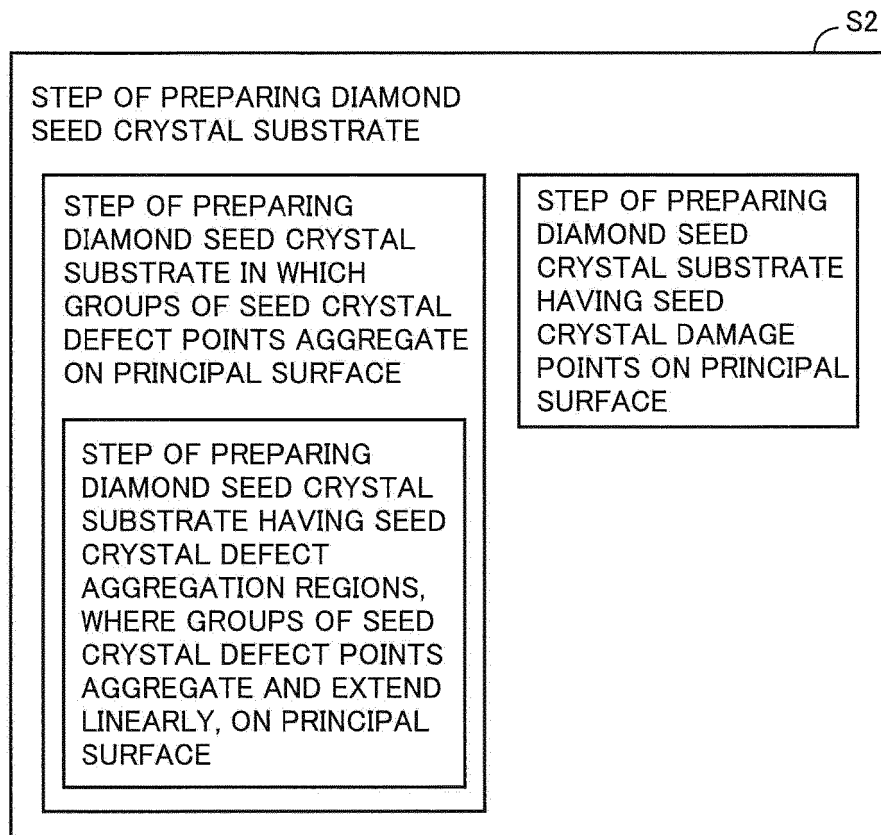 S2
STEP OF PREPARING DIAMOND
SEED CRYSTAL SUBSTRATE
STEP OF PREPARING
DIAMOND SEED CRYSTAL
SUBSTRATE IN WHICH
GROUPS OF SEED CRYSTAL
DEFECT POINTS AGGREGATE
ON PRINCIPAL SURFACE
STEP OF PREPARING
DIAMOND SEED CRYSTAL
SUBSTRATE HAVING SEED
CRYSTAL DEFECT
AGGREGATION REGIONS,
WHERE GROUPS OF SEED
CRYSTAL DEFECT POINTS
AGGREGATE AND EXTEND
LINEARLY, ON PRINCIPAL
SURFACE
STEP OF PREPARING
DIAMOND SEED
CRYSTAL SUBSTRATE
HAVING SEED
CRYSTAL DAMAGE
POINTS ON PRINCIPAL
SURFACE